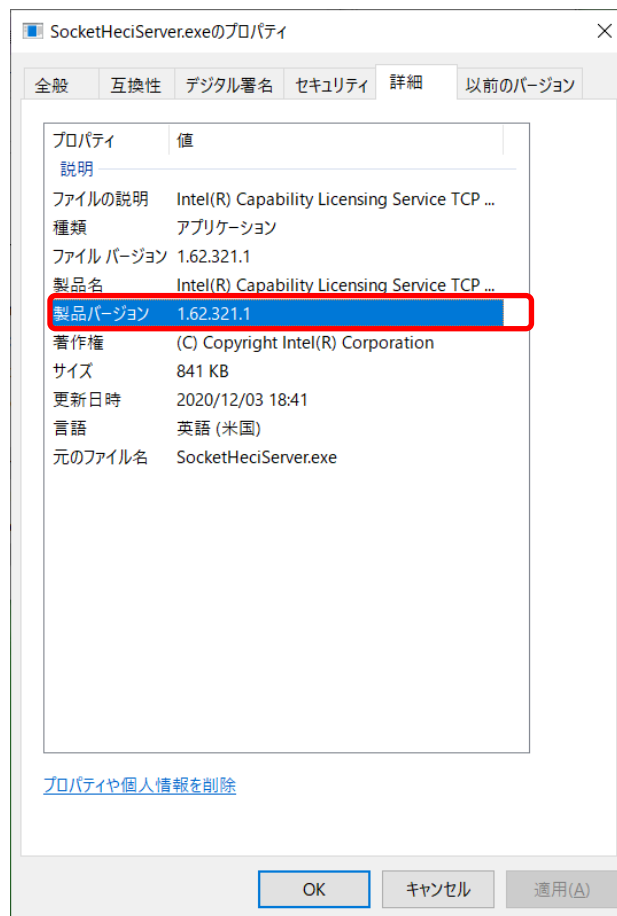 SocketHeciServer.exeのプロパティ
全般 互換性 デジタル署名 セキュリティ 詳細 以前のバージョン
プロパティ 値
説明
ファイルの説明 Intel(R) Capability Licensing Service TCP ...
種類 アプリケーション
ファイル バージョン 1.62.321.1
製品名 Intel(R) Capability Licensing Service TCP ...
製品バージョン 1.62.321.1
著作権 (C) Copyright Intel(R) Corporation
サイズ 841 KB
更新日時 2020/12/03 18:41
言語 英語 (米国)
元のファイル名 SocketHeciServer.exe
プロパティや個人情報を削除
OK キャンセル 適用(A)